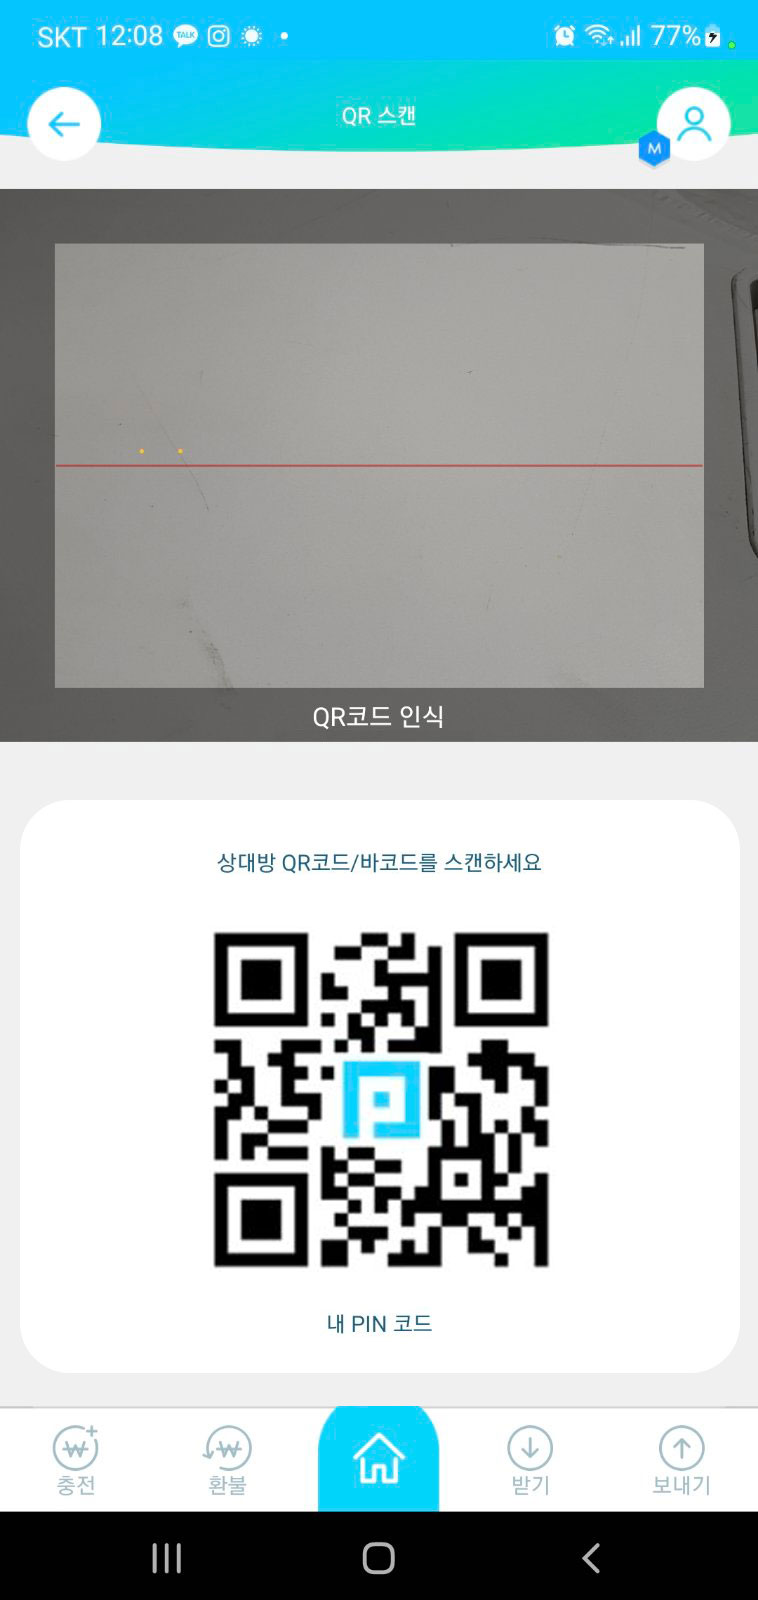 SKT 12:08 TALK 77%
QR 스캔
M
QR코드 인식
상대방 QR코드/바코드를 스캔하세요
내 PIN 코드
충전 환불 받기 보내기